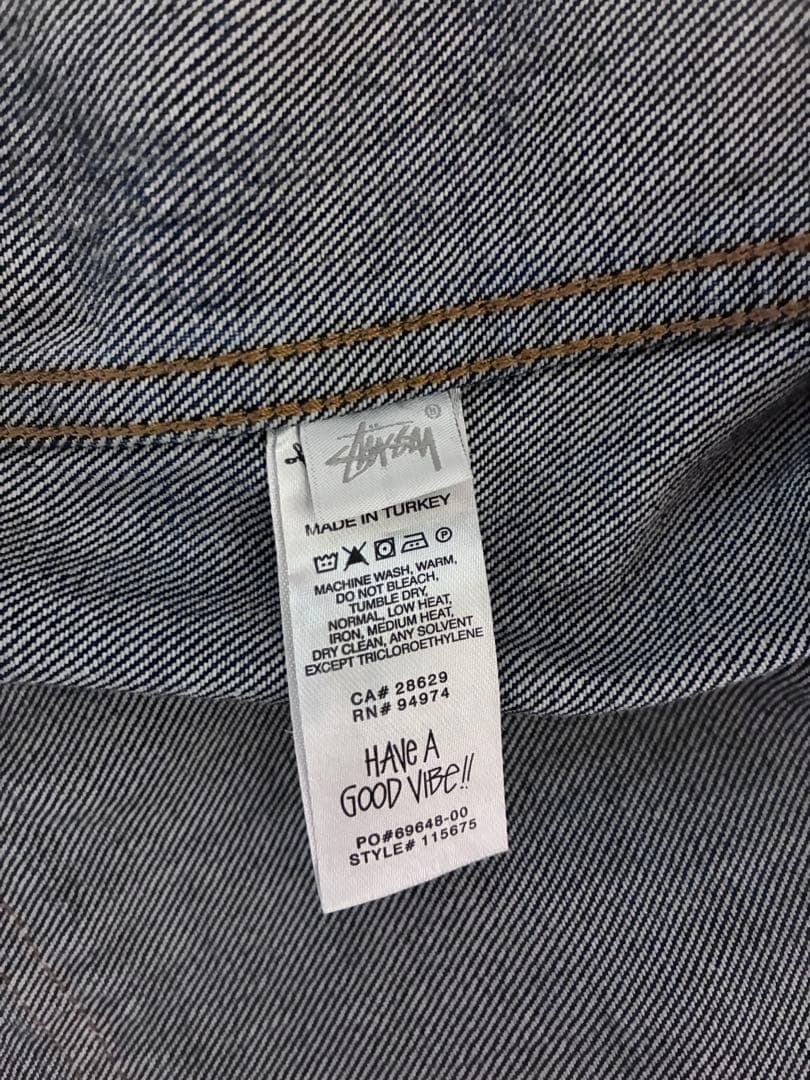 Stüssy ®
MADE IN TURKEY
MACHINE WASH, WARM,
DO NOT BLEACH,
TUMBLE DRY,
NORMAL, LOW HEAT,
IRON, MEDIUM HEAT,
DRY CLEAN, ANY SOLVENT
EXCEPT TRICLOROETHYLENE
CA# 28629
RN# 94974
HAVE A
GOOD VIBE!!
PO#69648-00
STYLE# 115675